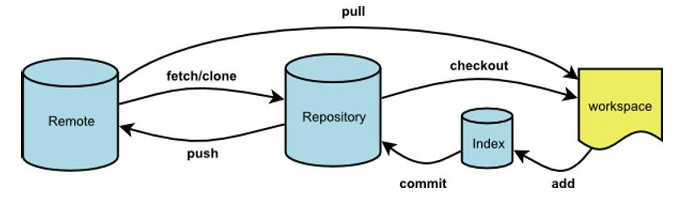 pull
fetch/clone
checkout
Remote
Repository
workspace
Index
push
commit
add